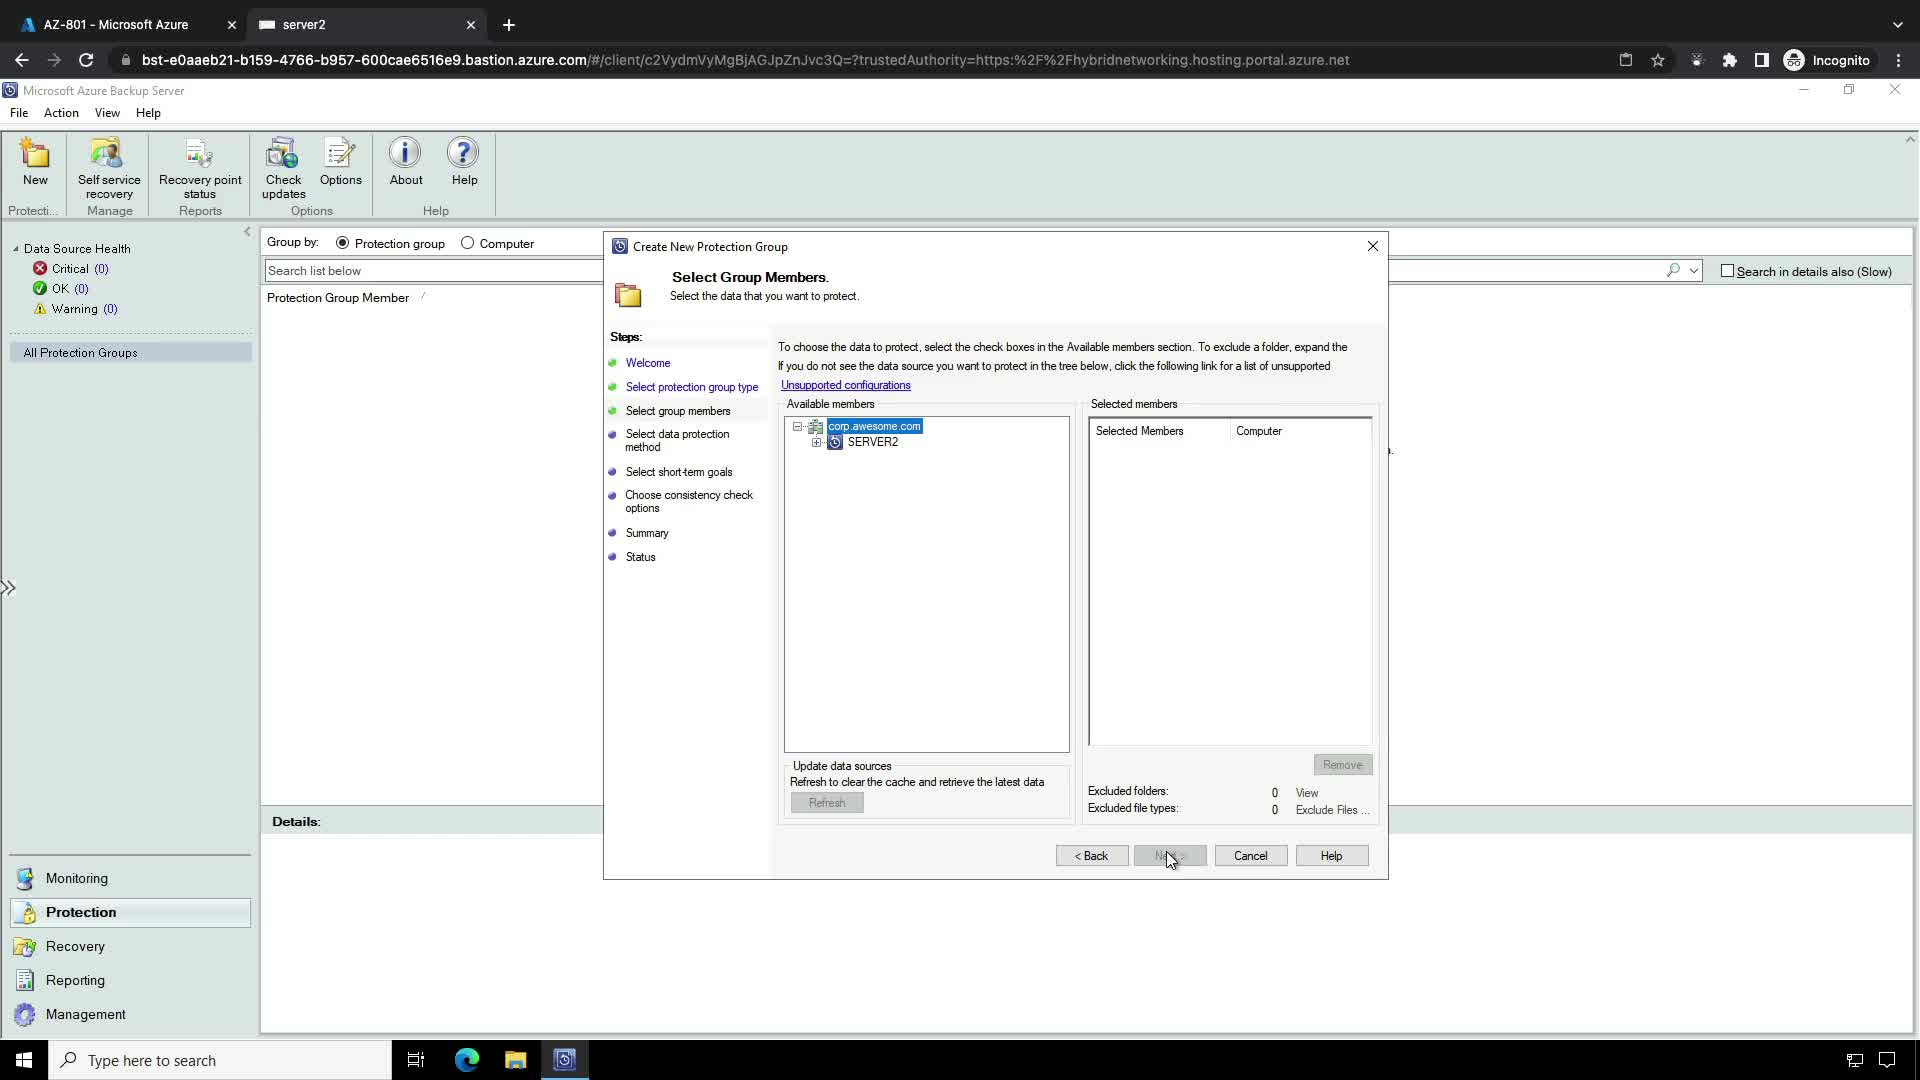 AZ-801 - Microsoft Azure
server2
bst-e0aaeb21-b159-4766-b957-600cae6516e9.bastion.azure.com/#/client/c2VydmVyMgBjAGJpZnJvc3Q=?trustedAuthority=https:%2F%2Fhybridnetworking.hosting.portal.azure.net
Incognito
Microsoft Azure Backup Server
File Action View Help
New
Self service
recovery
Recovery point
status
Check
updates
Options
About
Help
Protecti...
Manage
Reports
Options
Help
Data Source Health
Critical (0)
OK (0)
Warning (0)
All Protection Groups
Group by: Protection group Computer
Search list below
Search in details also (Slow)
Protection Group Member
Create New Protection Group
Select Group Members.
Select the data that you want to protect.
Steps:
Welcome
Select protection group type
Select group members
Select data protection
method
Select short-term goals
Choose consistency check
options
Summary
Status
To choose the data to protect, select the check boxes in the Available members section. To exclude a folder, expand the
If you do not see the data source you want to protect in the tree below, click the following link for a list of unsupported
Unsupported configurations
Available members
corp.awesome.com
SERVER2
Selected members
Selected Members Computer
Update data sources
Refresh to clear the cache and retrieve the latest data
Refresh
Remove
Excluded folders: 0 View
Excluded file types: 0 Exclude Files ...
< Back
Cancel
Help
Details:
Monitoring
Protection
Recovery
Reporting
Management
Type here to search